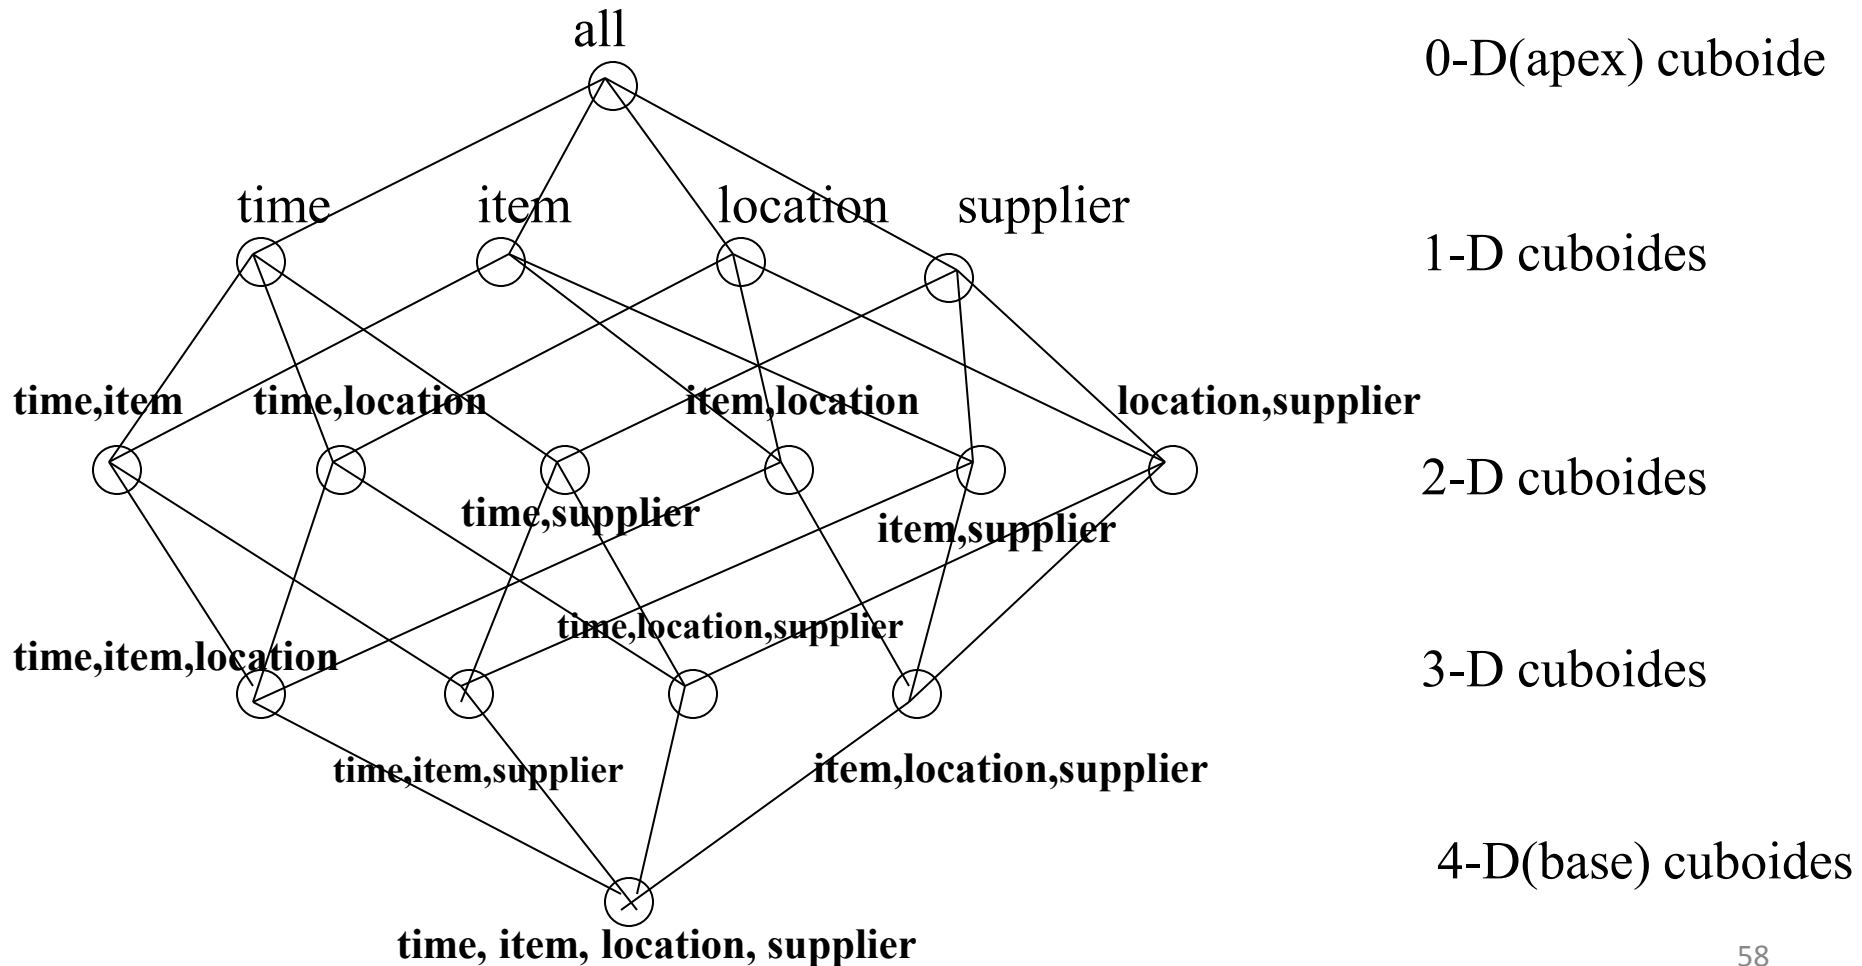 all
0-D(apex) cuboide
time
item
location
supplier
1-D cuboides
time,item
time,location
item,location
location,supplier
2-D cuboides
time,supplier
item,supplier
time,location,supplier
time,item,location
3-D cuboides
time,item,supplier
item,location,supplier
4-D(base) cuboides
time, item, location, supplier
58